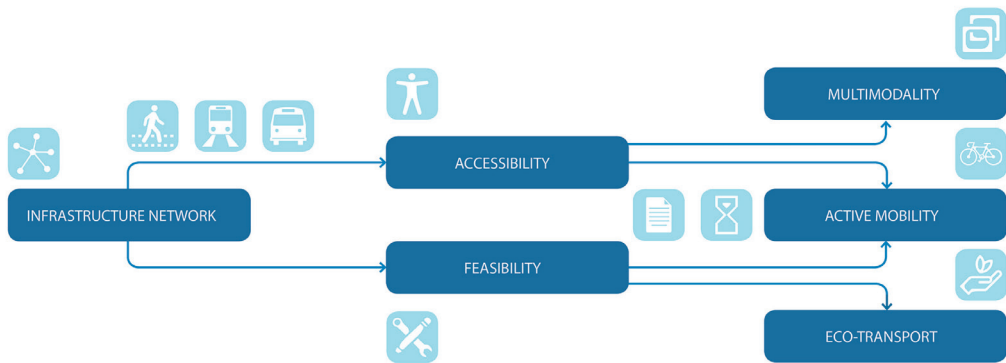 MULTIMODALITY
ACCESSIBILITY
INFRASTRUCTURE NETWORK
ACTIVE MOBILITY
FEASIBILITY
ECO-TRANSPORT